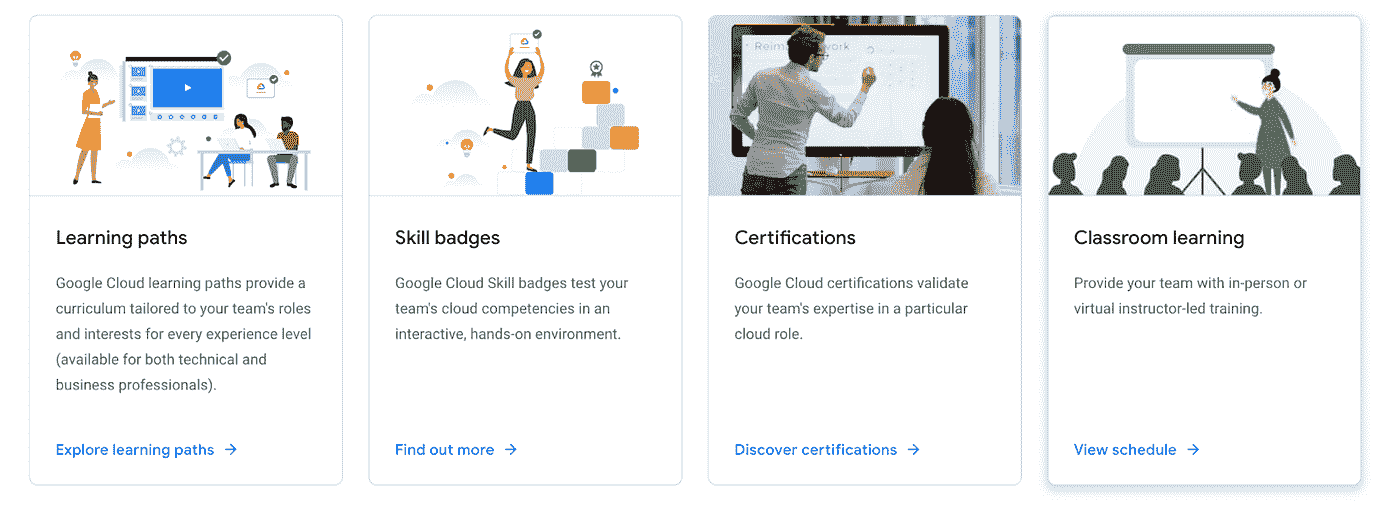 Reim
work
Learning paths
Google Cloud learning paths provide a
curriculum tailored to your team's roles
and interests for every experience level
(available for both technical and
business professionals).
Explore learning paths →
Skill badges
Google Cloud Skill badges test your
team's cloud competencies in an
interactive, hands-on environment.
Find out more →
Certifications
Google Cloud certifications validate
your team's expertise in a particular
cloud role.
Discover certifications →
Classroom learning
Provide your team with in-person or
virtual instructor-led training.
View schedule →